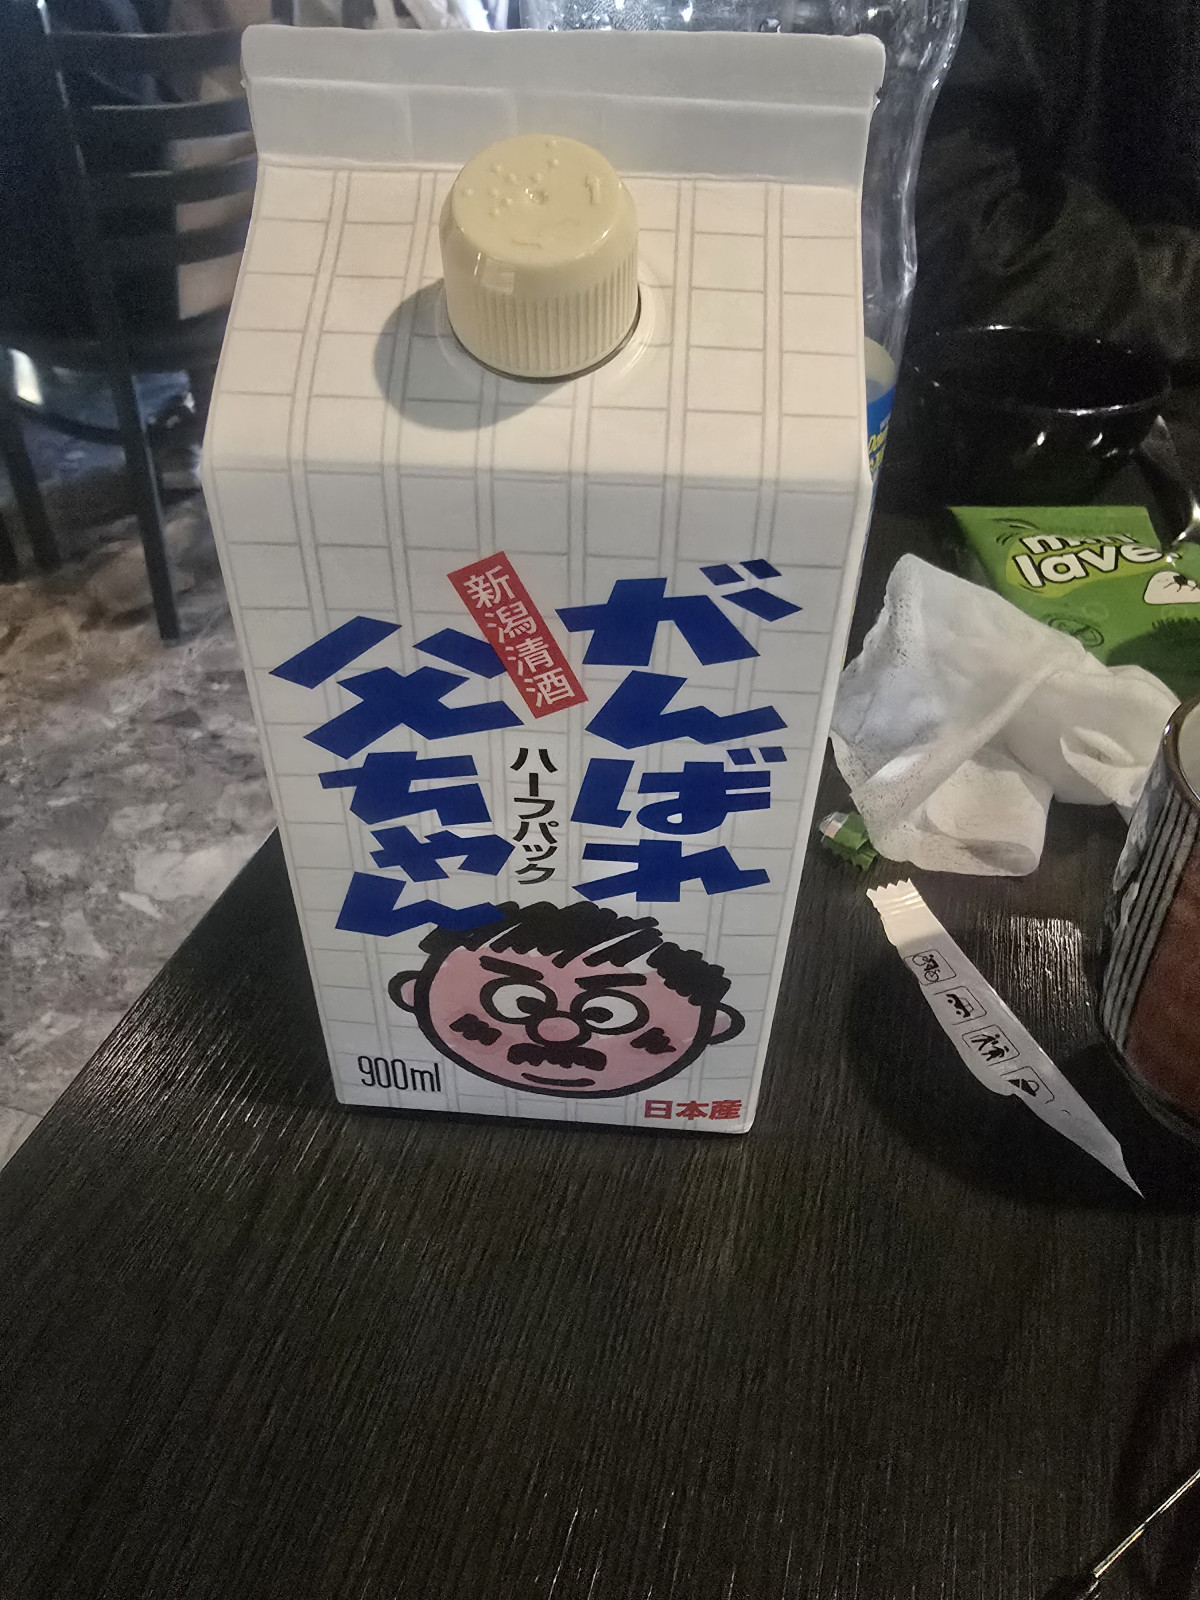 がんばれ
父ちゃん
新潟清酒
ハーフパック
900ml
日本産
lave